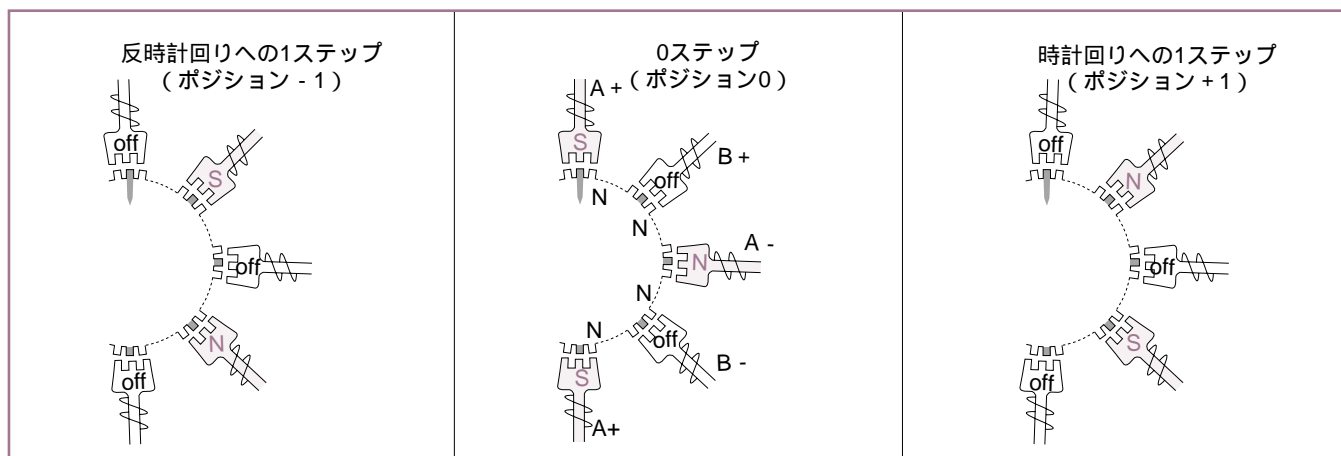 反時計回りへの1ステップ
（ポジション - 1）
off
S
off
N
off
0ステップ
（ポジション0）
A +
S
B +
off
N
N
A -
N
N
N
off
B -
S
A+
時計回りへの1ステップ
（ポジション + 1）
off
N
off
S
off